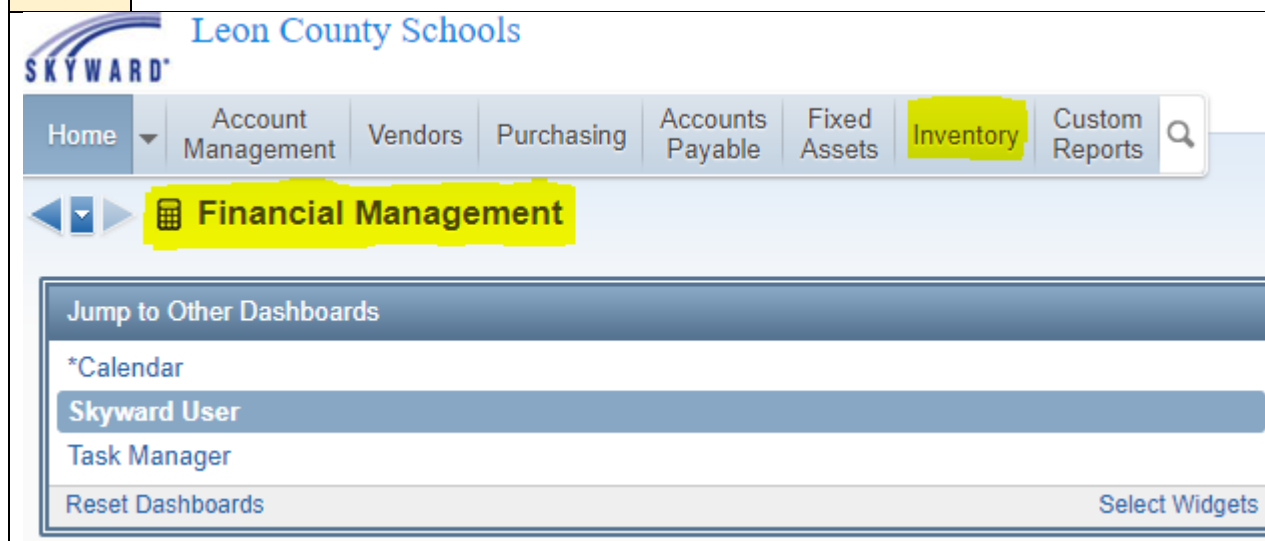 Leon County Schools
SKYWARD
Home Account Management Vendors Purchasing Accounts Payable Fixed Assets Inventory Custom Reports
Financial Management
Jump to Other Dashboards
*Calendar
Skyward User
Task Manager
Reset Dashboards Select Widgets